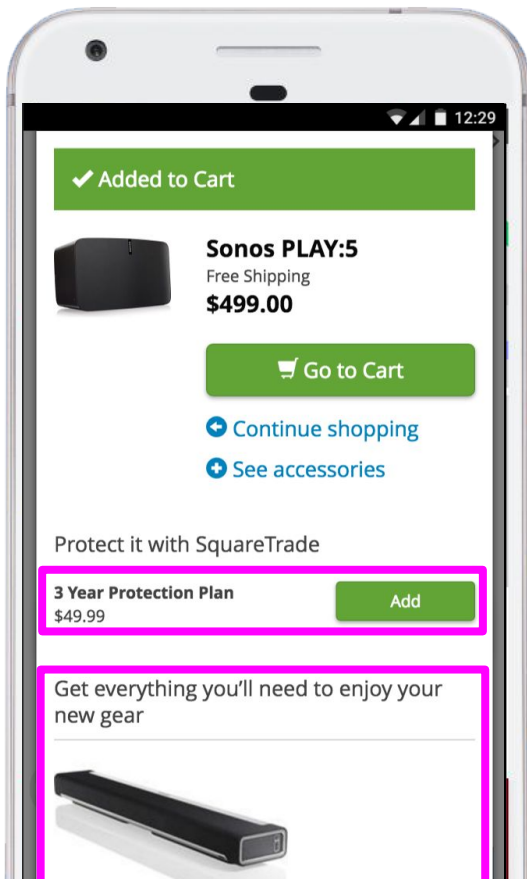 12:29
Added to Cart
Sonos PLAY:5
Free Shipping
$499.00
Go to Cart
Continue shopping
See accessories
Protect it with SquareTrade
3 Year Protection Plan
$49.99
Add
Get everything you'll need to enjoy your
new gear